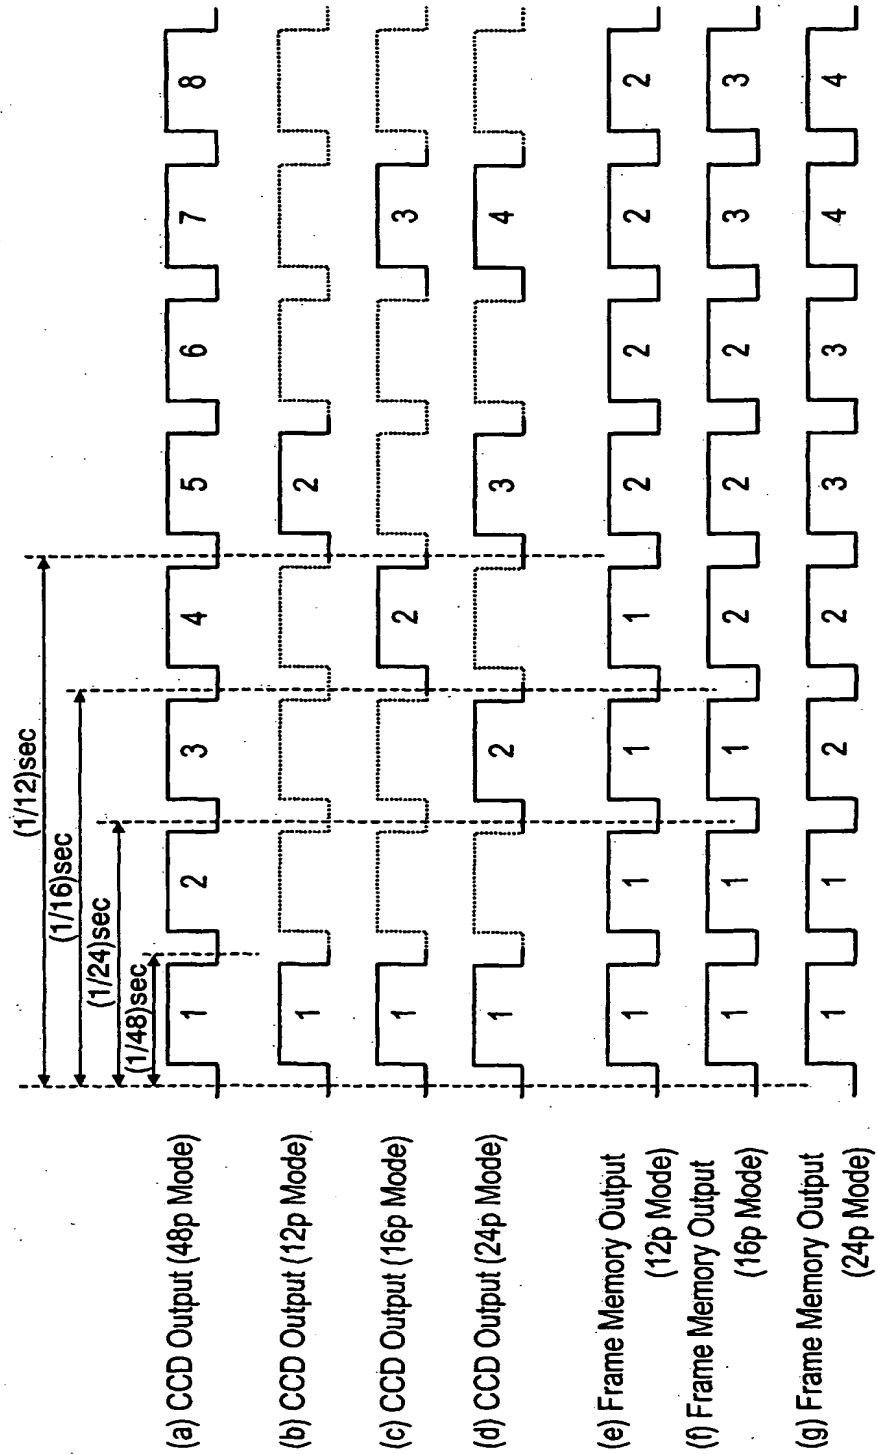 (1/12)sec
(1/16)sec
(1/24)sec
(1/48)sec
(a) CCD Output (48p Mode) 1 2 3 4 5 6 7 8
(b) CCD Output (12p Mode) 1 2
(c) CCD Output (16p Mode) 1 2 3
(d) CCD Output (24p Mode) 1 2 3 4
(e) Frame Memory Output 1 1 1 1 2 2 2 2
(12p Mode)
(f) Frame Memory Output 1 1 1 2 2 2 3 3
(16p Mode)
(g) Frame Memory Output 1 1 2 2 3 3 4 4
(24p Mode)